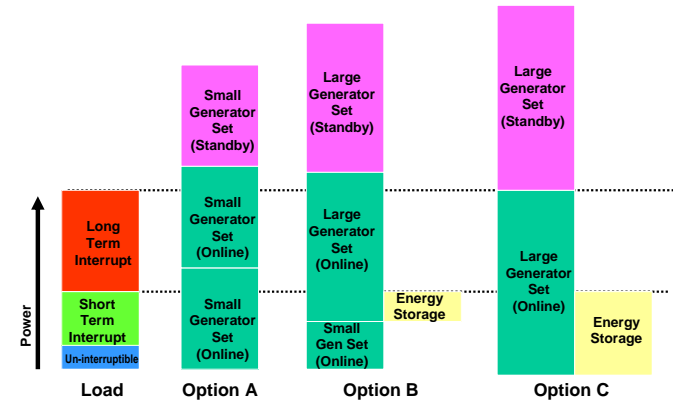 Power
Long
Term
Interrupt
Short
Term
Interrupt
Un-interruptible
Load
Small
Generator
Set
(Standby)
Small
Generator
Set
(Online)
Small
Generator
Set
(Online)
Option A
Large
Generator
Set
(Standby)
Large
Generator
Set
(Online)
Small
Gen Set
(Online)
Energy
Storage
Option B
Large
Generator
Set
(Standby)
Large
Generator
Set
(Online)
Energy
Storage
Option C